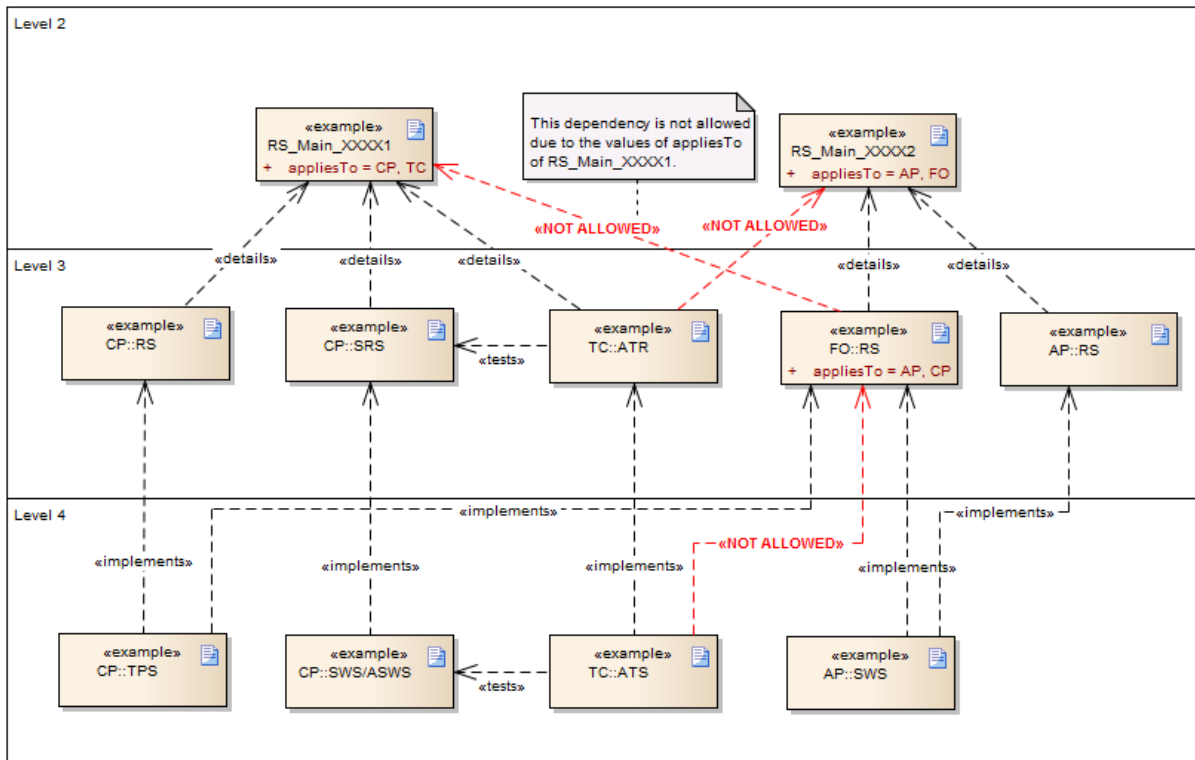 Level 2
«example»
RS_Main_XXXX1
+ appliesTo = CP, TC
This dependency is not allowed
due to the values of appliesTo
of RS_Main_XXXX1.
«example»
RS_Main_XXXX2
+ appliesTo = AP, FO
«NOT ALLOWED»
«NOT ALLOWED»
Level 3
«details»
«details»
«details»
«details»
«details»
«example»
CP::RS
«example»
CP::SRS
«tests»
«example»
TC::ATR
«example»
FO::RS
+ appliesTo = AP, CP
«example»
AP::RS
Level 4
«implements»
«implements»
«NOT ALLOWED»
«implements»
«implements»
«implements»
«implements»
«example»
CP::TPS
«example»
CP::SWS/ASWS
«tests»
«example»
TC::ATS
«example»
AP::SWS